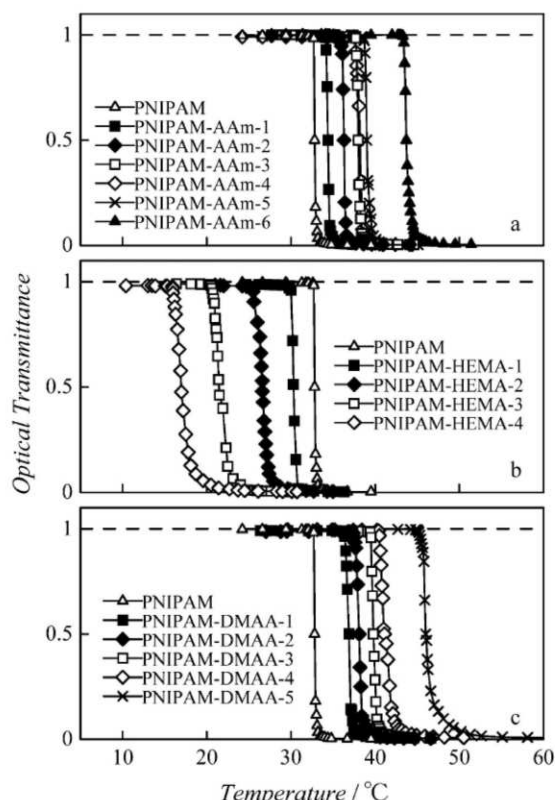 1
0.5
0
PNIPAM
PNIPAM-AAm-1
PNIPAM-AAm-2
PNIPAM-AAm-3
PNIPAM-AAm-4
PNIPAM-AAm-5
PNIPAM-AAm-6
a
Optical Transmittance
1
0.5
0
PNIPAM
PNIPAM-HEMA-1
PNIPAM-HEMA-2
PNIPAM-HEMA-3
PNIPAM-HEMA-4
b
1
0.5
0
PNIPAM
PNIPAM-DMAA-1
PNIPAM-DMAA-2
PNIPAM-DMAA-3
PNIPAM-DMAA-4
PNIPAM-DMAA-5
c
10 20 30 40 50 60
Temperature / °C